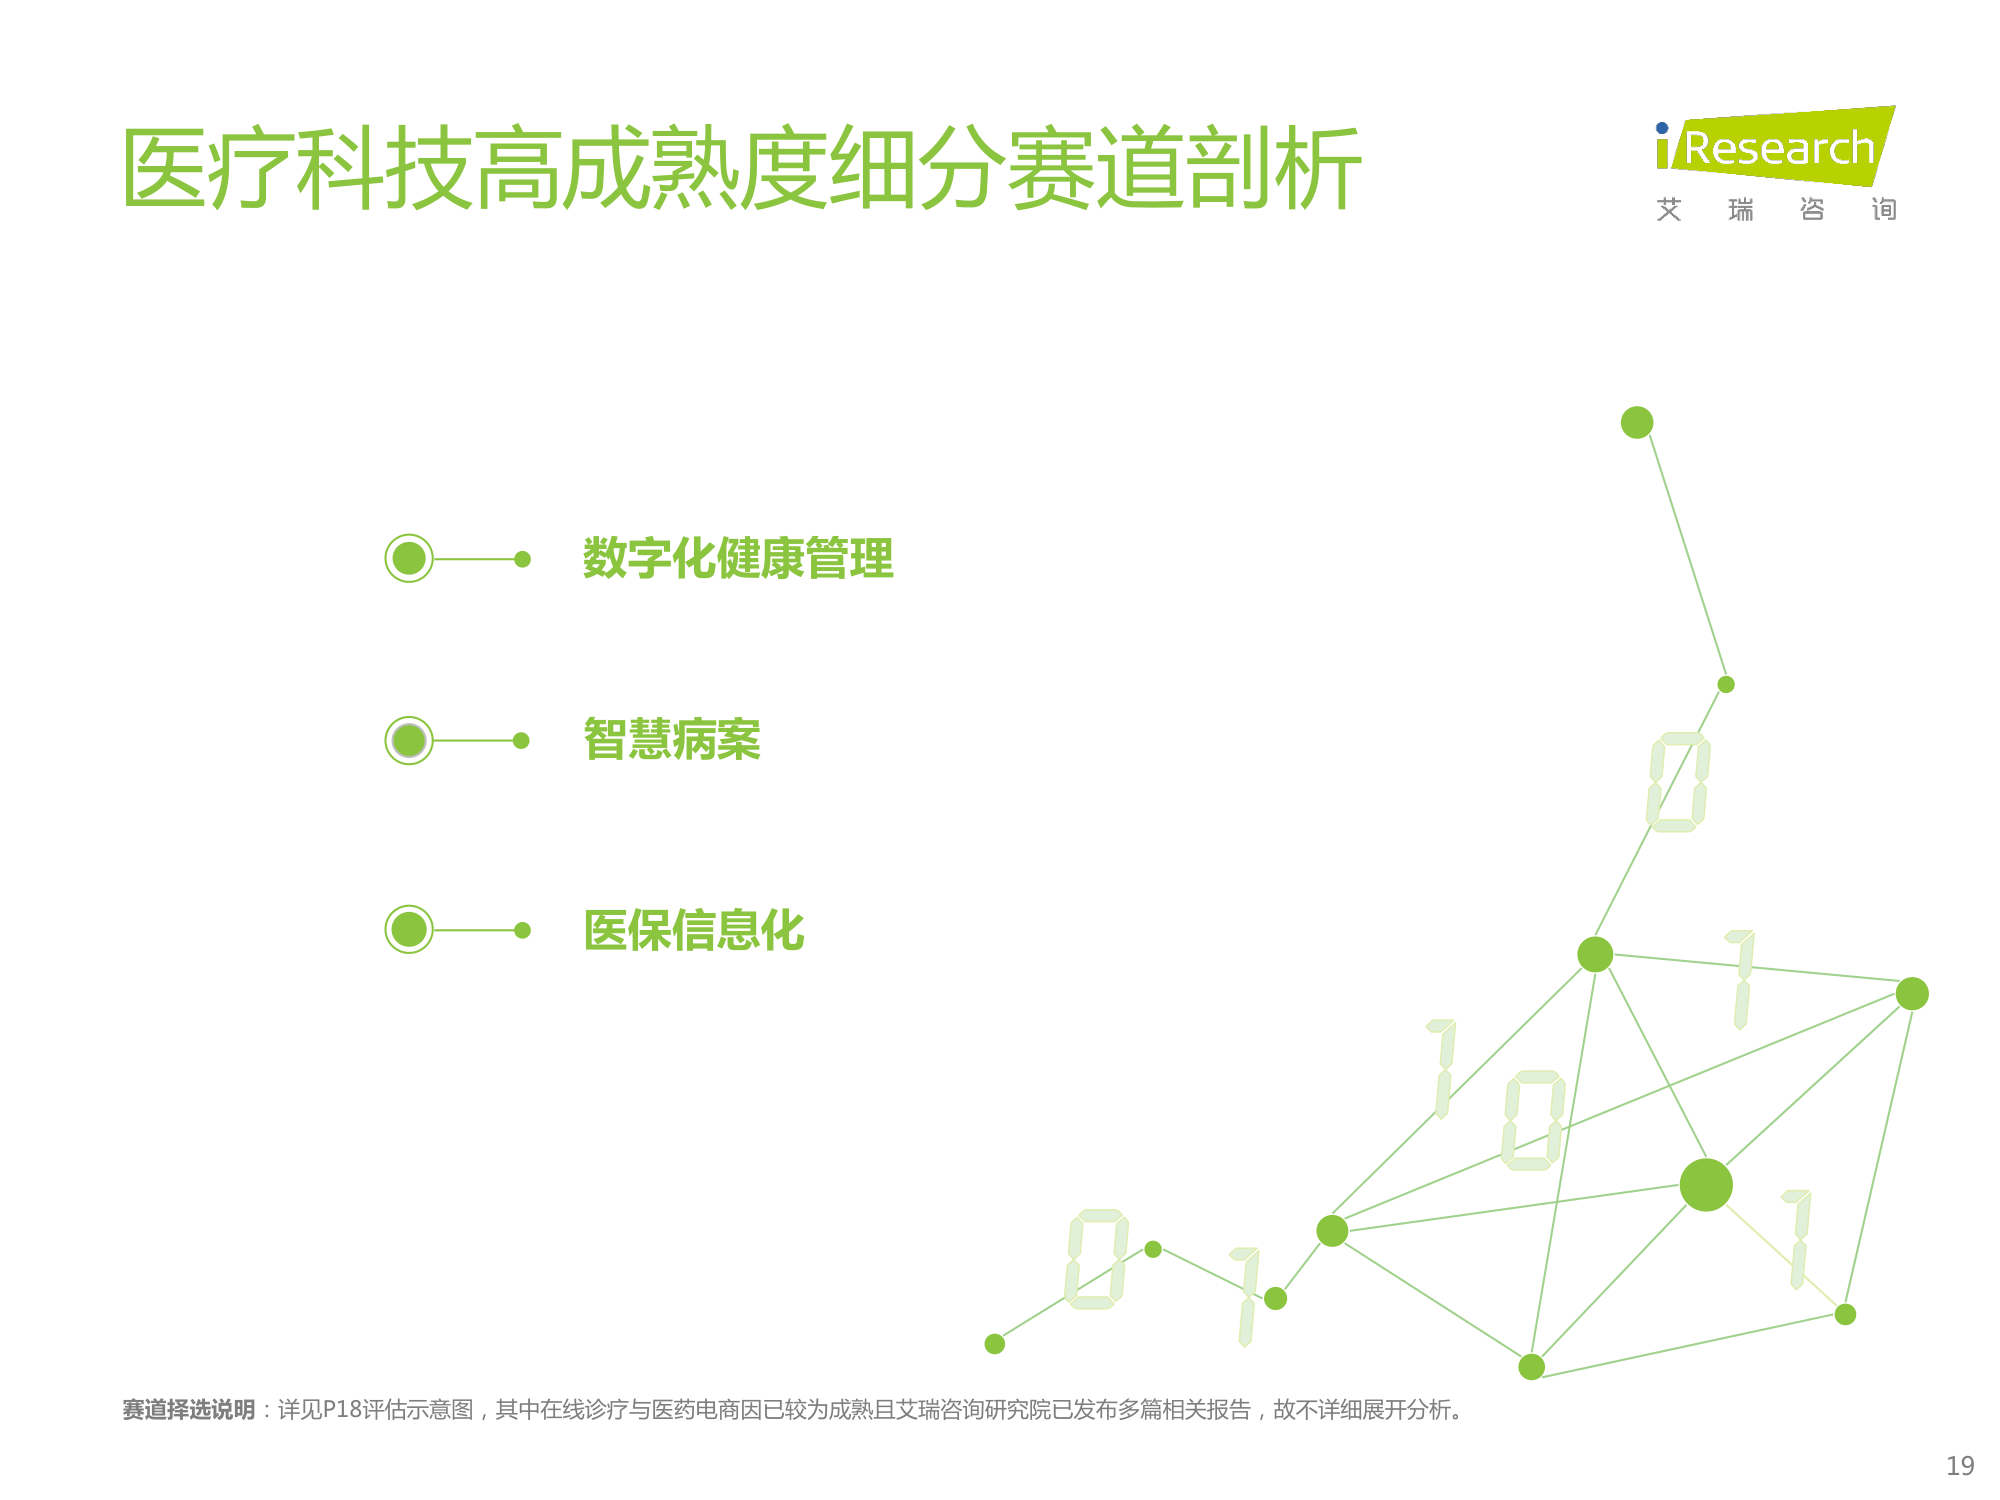 医疗科技高成熟度细分赛道剖析
iResearch
艾瑞咨询
数字化健康管理
智慧病案
医保信息化
0
1
1
0
1
0
1
赛道择选说明：详见P18评估示意图，其中在线诊疗与医药电商因已较为成熟且艾瑞咨询研究院已发布多篇相关报告，故不详细展开分析。
19